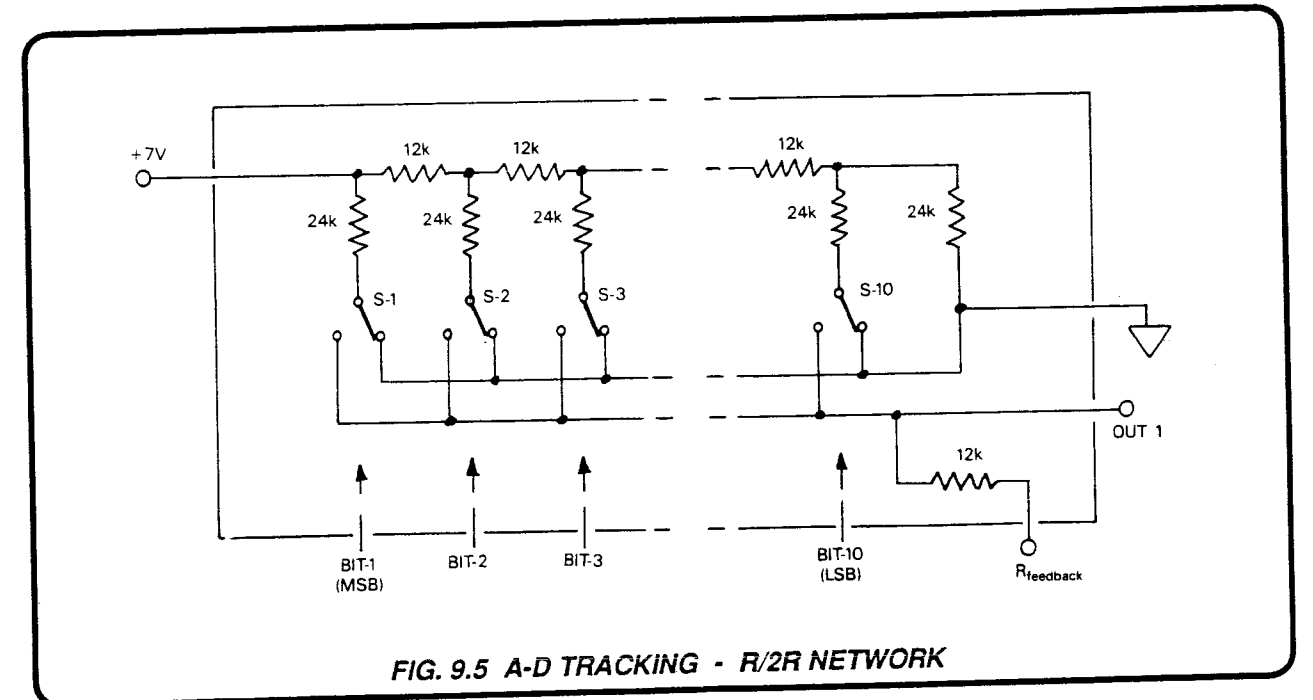 +7V
12k
12k
12k
24k
24k
24k
24k
24k
S-1
S-2
S-3
S-10
OUT 1
12k
BIT-1
(MSB)
BIT-2
BIT-3
BIT-10
(LSB)
Rfeedback
FIG. 9.5 A-D TRACKING - R/2R NETWORK